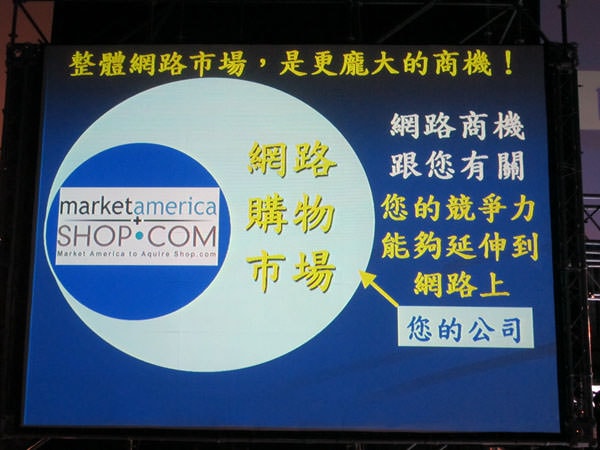 整體網路市場,是更龐大的商機!
marketamerica
+
SHOP•COM
Market America to Aquire Shop.com
網路
購物
市場
網路商機
跟您有關
您的競爭力
能夠延伸到
網路上
您的公司